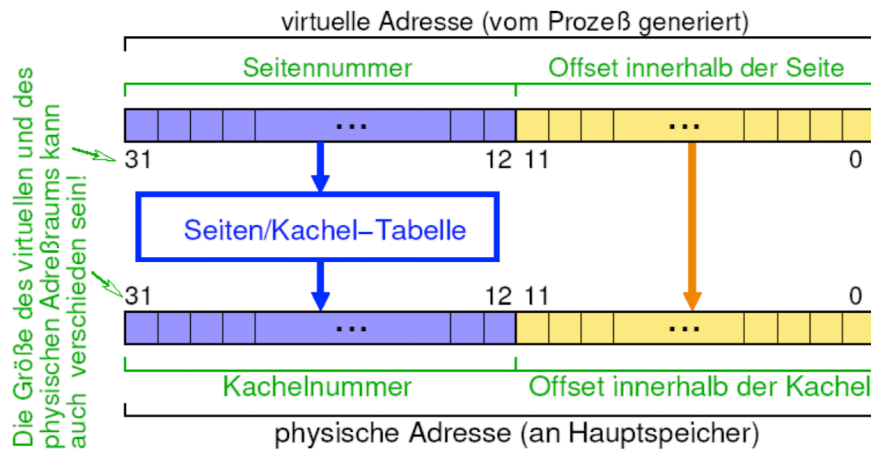 virtuelle Adresse (vom Prozeß generiert)
Seitennummer
Offset innerhalb der Seite
...
...
31
12
11
0
Seiten/Kachel-Tabelle
Die Größe des virtuellen und des
physischen Adreßraums kann
auch verschieden sein!
31
12
11
0
...
...
Kachelnummer
Offset innerhalb der Kachel
physische Adresse (an Hauptspeicher)